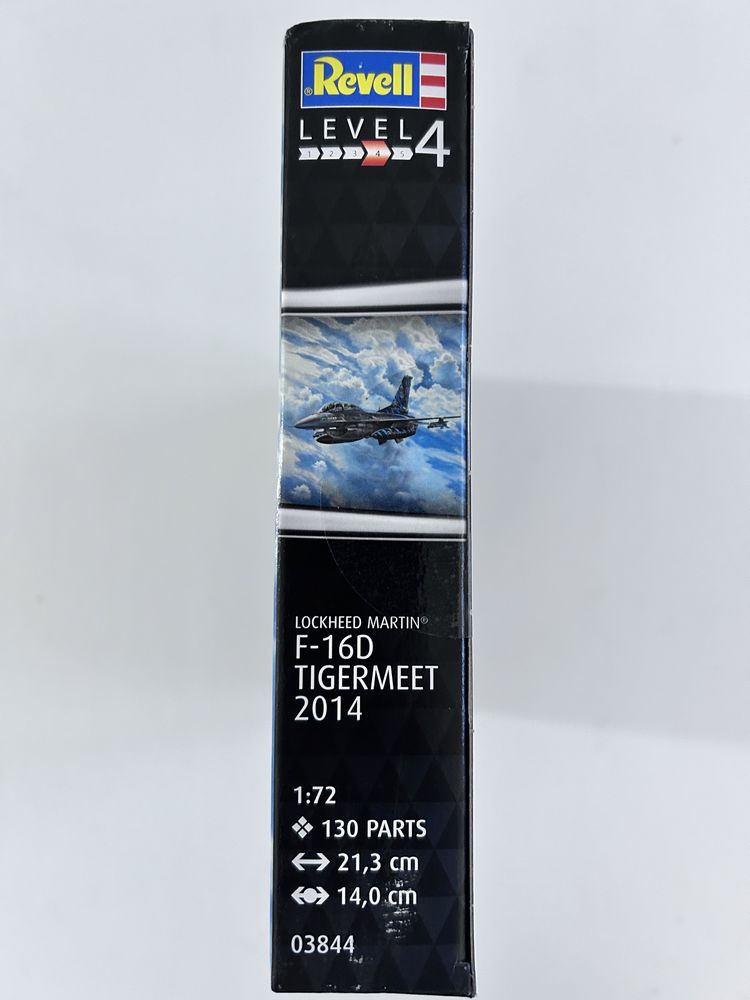 ® Revell
LEVEL 4
1 2 3 4 5
LOCKHEED MARTIN®
F-16D
TIGERMEET
2014
1:72
130 PARTS
21,3 cm
14,0 cm
03844